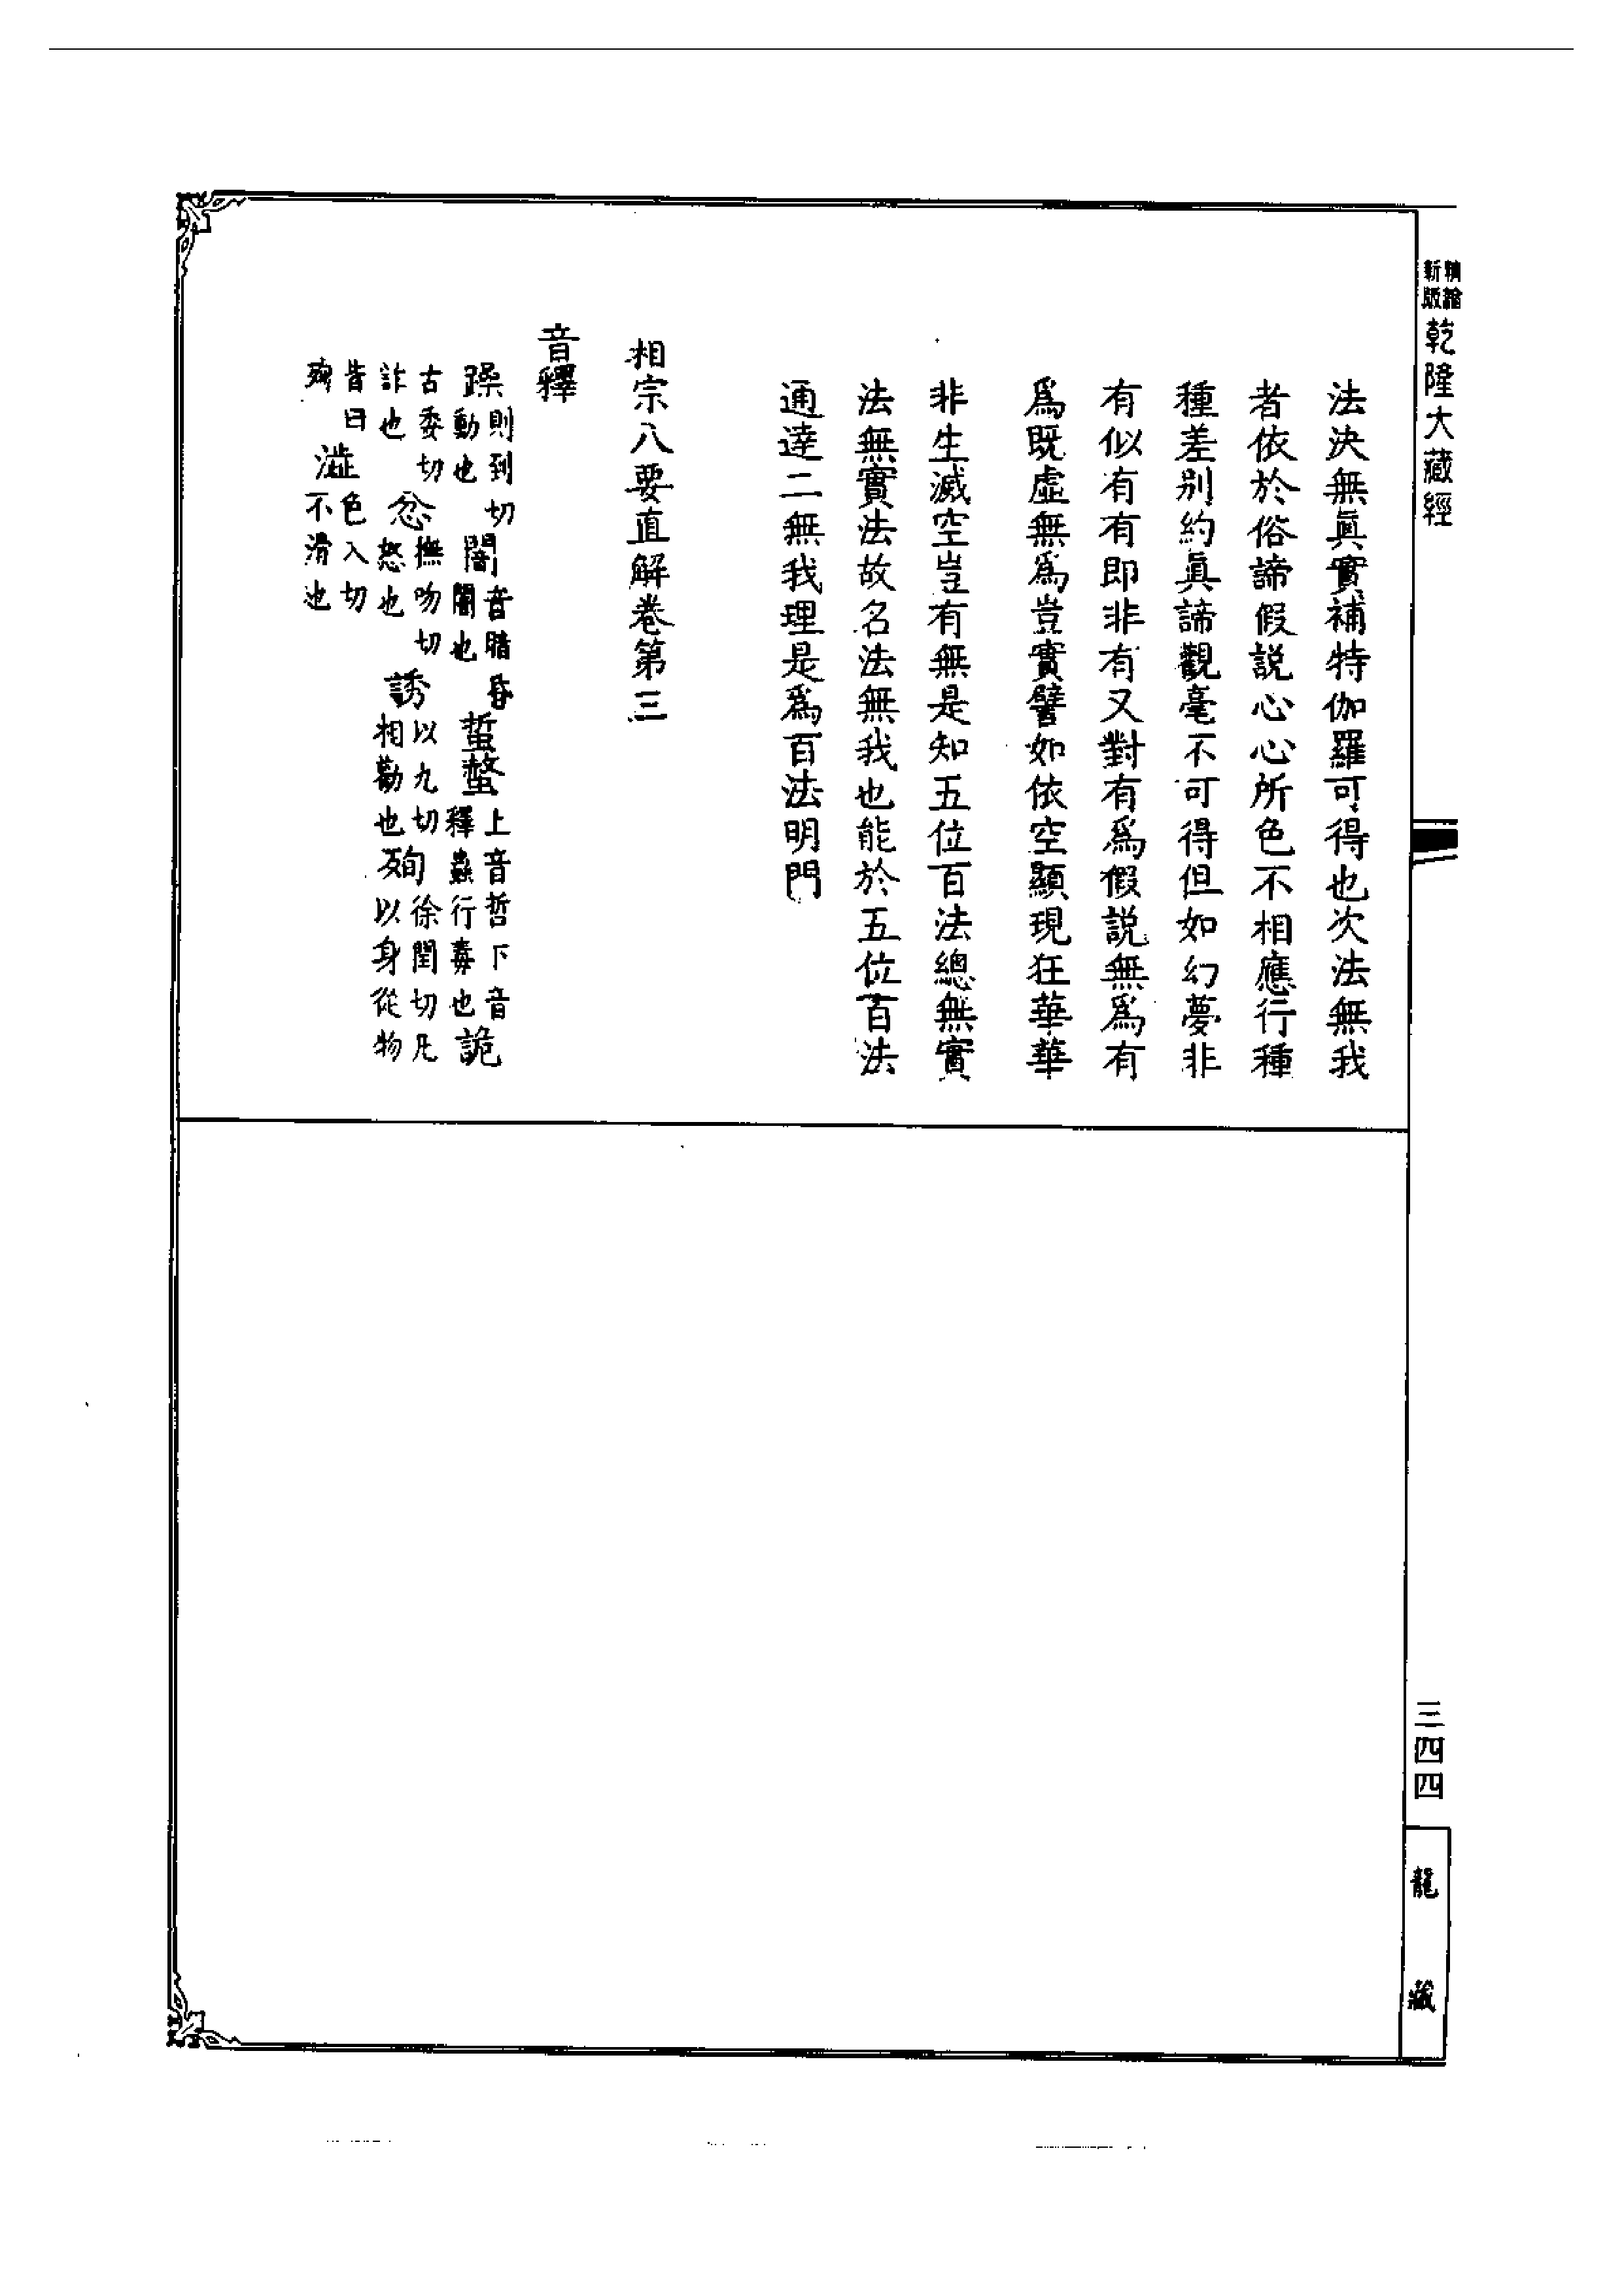 新版
乾隆大藏經
法決無眞實補特伽羅可得也次法無我
者依於俗諦假説心心所色不相應行種
種差别約眞諦觀毫不可得但如幻夢非
有似有有即非有又對有爲假説無爲有
爲既虛無爲豈實譬如依空顯現狂華華
非生滅空豈有無是知五位百法總無實
法無實法故名法無我也能於五位百法
通達二無我理是爲百法明門
相宗八要直解卷第三
音釋
躁則到切動也 闇音暗昏闇也 蜇螫上音哲下音釋蟲行毒也 詭
古委切詐也 忿撫吻切怒也 誘以九切相勸也 殉徐閏切凡以身從物
皆曰殉 澁色入切不滑也
三四四
龍藏